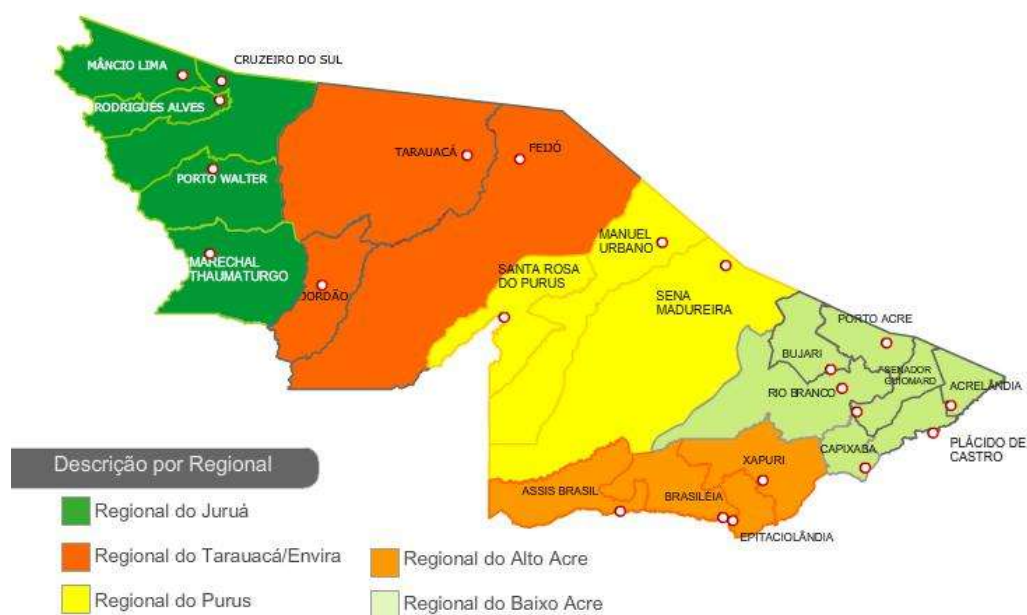 CRUZEIRO DO SUL
MÂNCIO LIMA
RODRIGUES ALVES
TARAUACÁ
FEIJÓ
PORTO WALTER
MANUEL
URBANO
MARECHAL
THAUMATURGO
SANTA ROSA
DO PURUS
JORDÃO
SENA
MADUREIRA
PORTO ACRE
BUJARI
SENADOR
GUIOMARD
RIO BRANCO
ACRELÂNDIA
PLÁCIDO DE
CASTRO
CAPIXABA
XAPURI
ASSIS BRASIL
BRASILÉIA
EPITACIOLÂNDIA
Descrição por Regional
Regional do Juruá
Regional do Tarauacá/Envira
Regional do Alto Acre
Regional do Purus
Regional do Baixo Acre